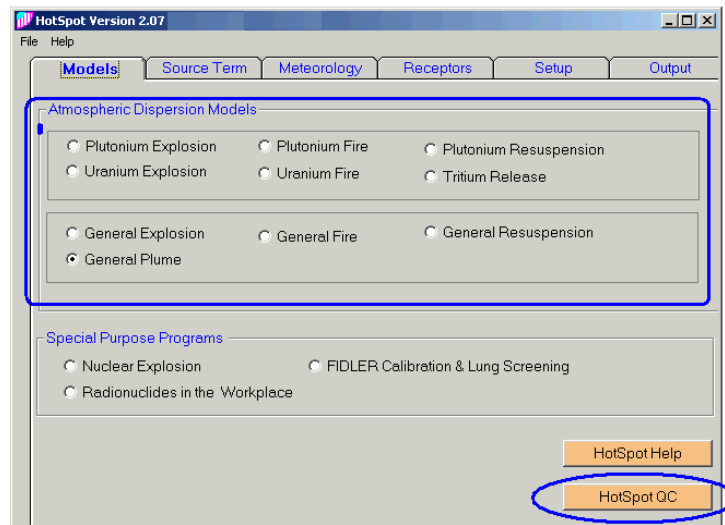 HotSpot Version 2.07
File Help
Models Source Term Meteorology Receptors Setup Output
Atmospheric Dispersion Models
Plutonium Explosion Plutonium Fire Plutonium Resuspension
Uranium Explosion Uranium Fire Tritium Release
General Explosion General Fire General Resuspension
General Plume
Special Purpose Programs
Nuclear Explosion FIDLER Calibration & Lung Screening
Radionuclides in the Workplace
HotSpot Help
HotSpot QC